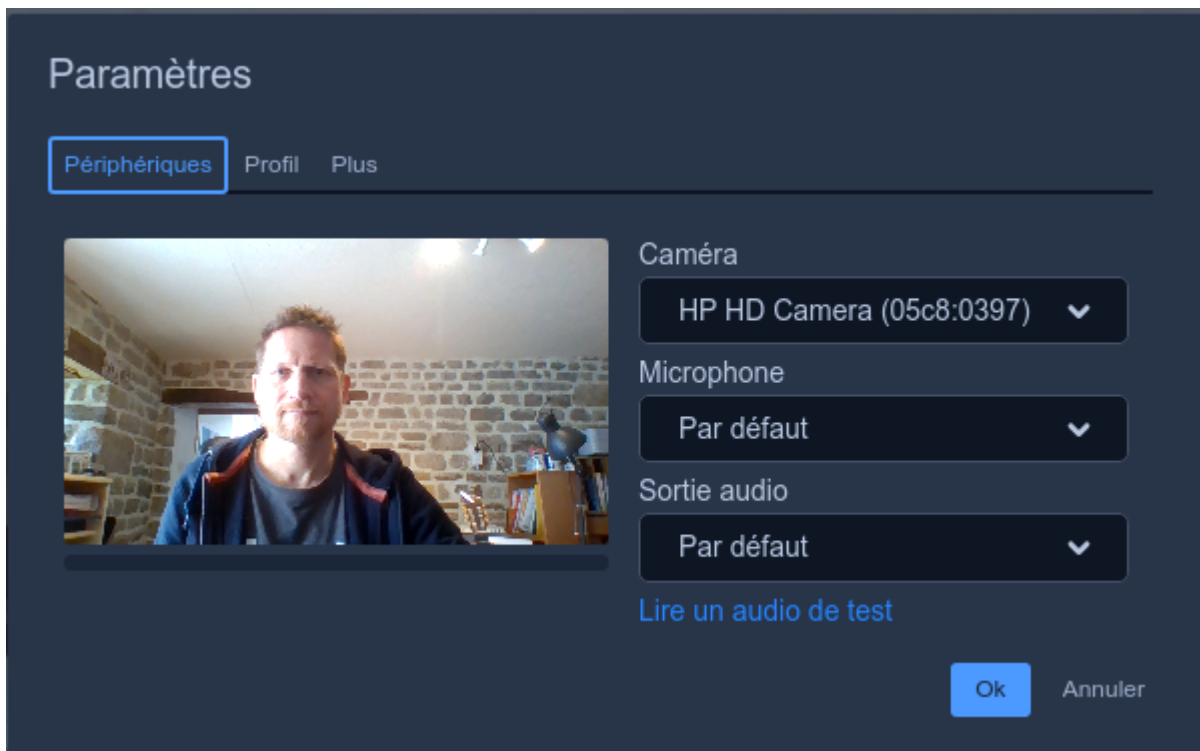 Paramètres
Périphériques Profil Plus
Caméra
HP HD Camera (05c8:0397)
Microphone
Par défaut
Sortie audio
Par défaut
Lire un audio de test
Ok Annuler